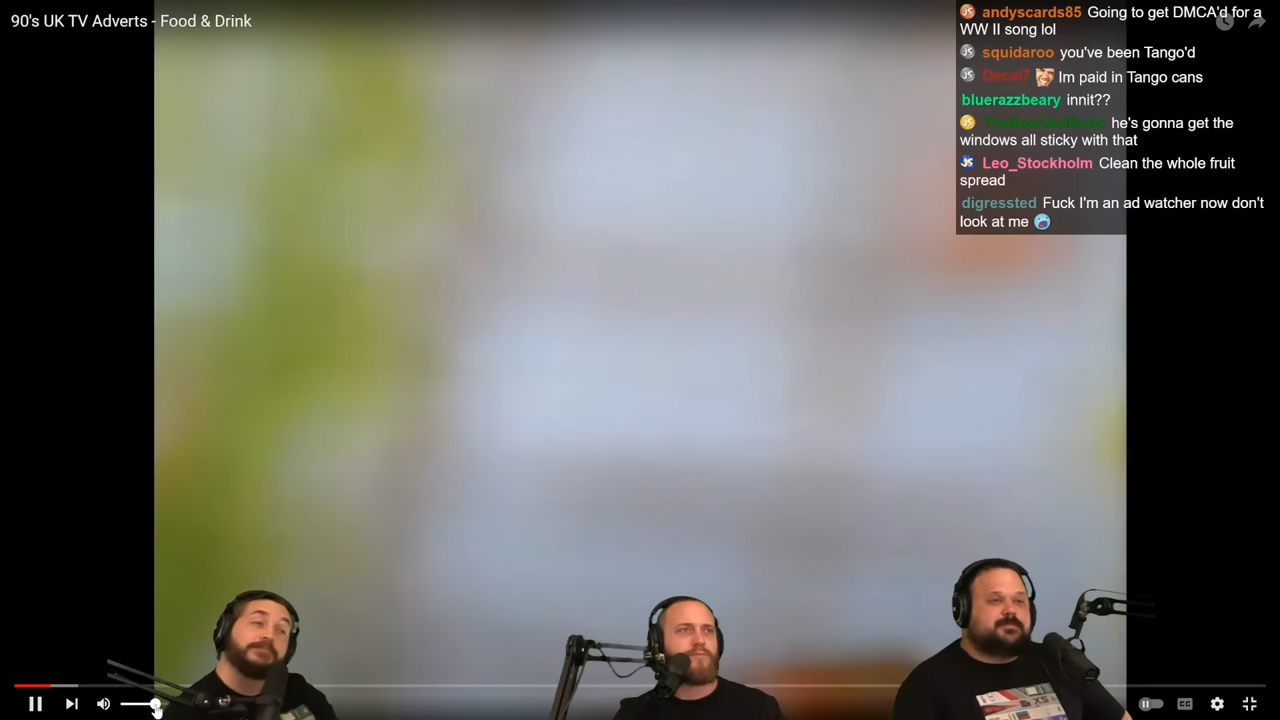 90's UK TV Adverts - Food & Drink
andyscards85 Going to get DMCA'd for a
WW II song lol
squidaroo you've been Tango'd
Decal7 Im paid in Tango cans
bluerazzbeary innit??
he's gonna get the
windows all sticky with that
Leo_Stockholm Clean the whole fruit
spread
digressted Fuck I'm an ad watcher now don't
look at me